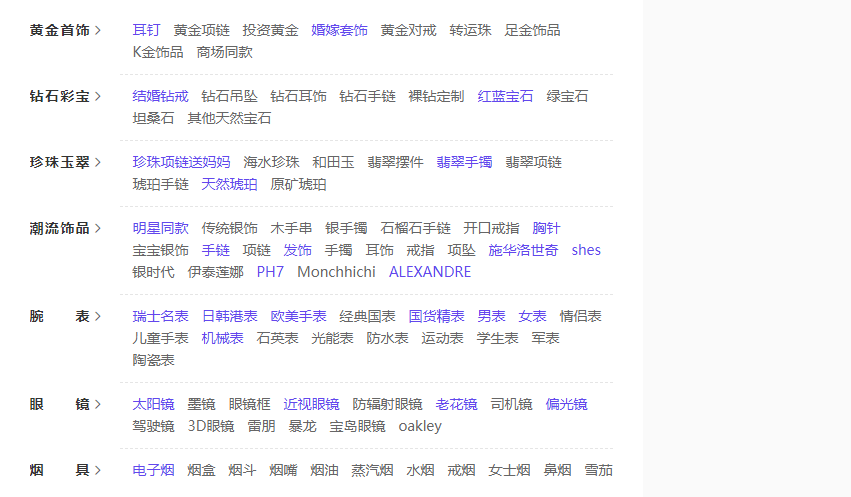 黄金首饰 > 耳钉 黄金项链 投资黄金 婚嫁套饰 黄金对戒 转运珠 足金饰品
K金饰品 商场同款
钻石彩宝 > 结婚钻戒 钻石吊坠 钻石耳饰 钻石手链 裸钻定制 红蓝宝石 绿宝石
坦桑石 其他天然宝石
珍珠玉翠 > 珍珠项链送妈妈 海水珍珠 和田玉 翡翠摆件 翡翠手镯 翡翠项链
琥珀手链 天然琥珀 原矿琥珀
潮流饰品 > 明星同款 传统银饰 木手串 银手镯 石榴石手链 开口戒指 胸针
宝宝银饰 手链 项链 发饰 手镯 耳饰 戒指 项坠 施华洛世奇 shes
银时代 伊泰莲娜 PH7 Monchhichi ALEXANDRE
腕 表 > 瑞士名表 日韩港表 欧美手表 经典国表 国货精表 男表 女表 情侣表
儿童手表 机械表 石英表 光能表 防水表 运动表 学生表 军表
陶瓷表
眼 镜 > 太阳镜 墨镜 眼镜框 近视眼镜 防辐射眼镜 老花镜 司机镜 偏光镜
驾驶镜 3D眼镜 雷朋 暴龙 宝岛眼镜 oakley
烟 具 > 电子烟 烟盒 烟斗 烟嘴 烟油 蒸汽烟 水烟 戒烟 女士烟 鼻烟 雪茄